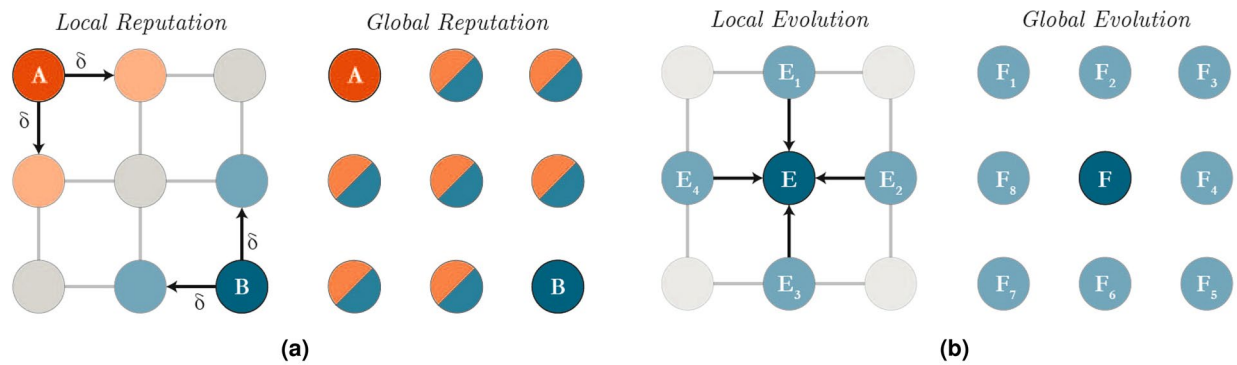 Local Reputation
Global Reputation
Local Evolution
Global Evolution
A
δ
δ
δ
δ
B
A
B
E₁
E₄
E
E₂
E₃
F₁
F₂
F₃
F₈
F
F₄
F₇
F₆
F₅
(a)
(b)